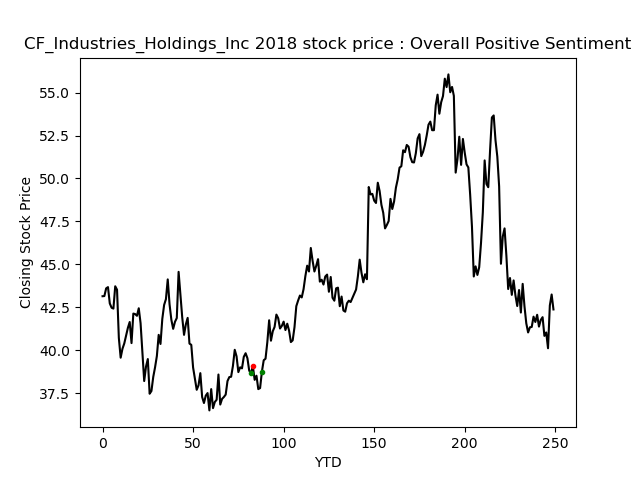 CF_Industries_Holdings_Inc 2018 stock price : Overall Positive Sentiment
55.0
52.5
50.0
47.5
45.0
42.5
40.0
37.5
Closing Stock Price
0 50 100 150 200 250
YTD